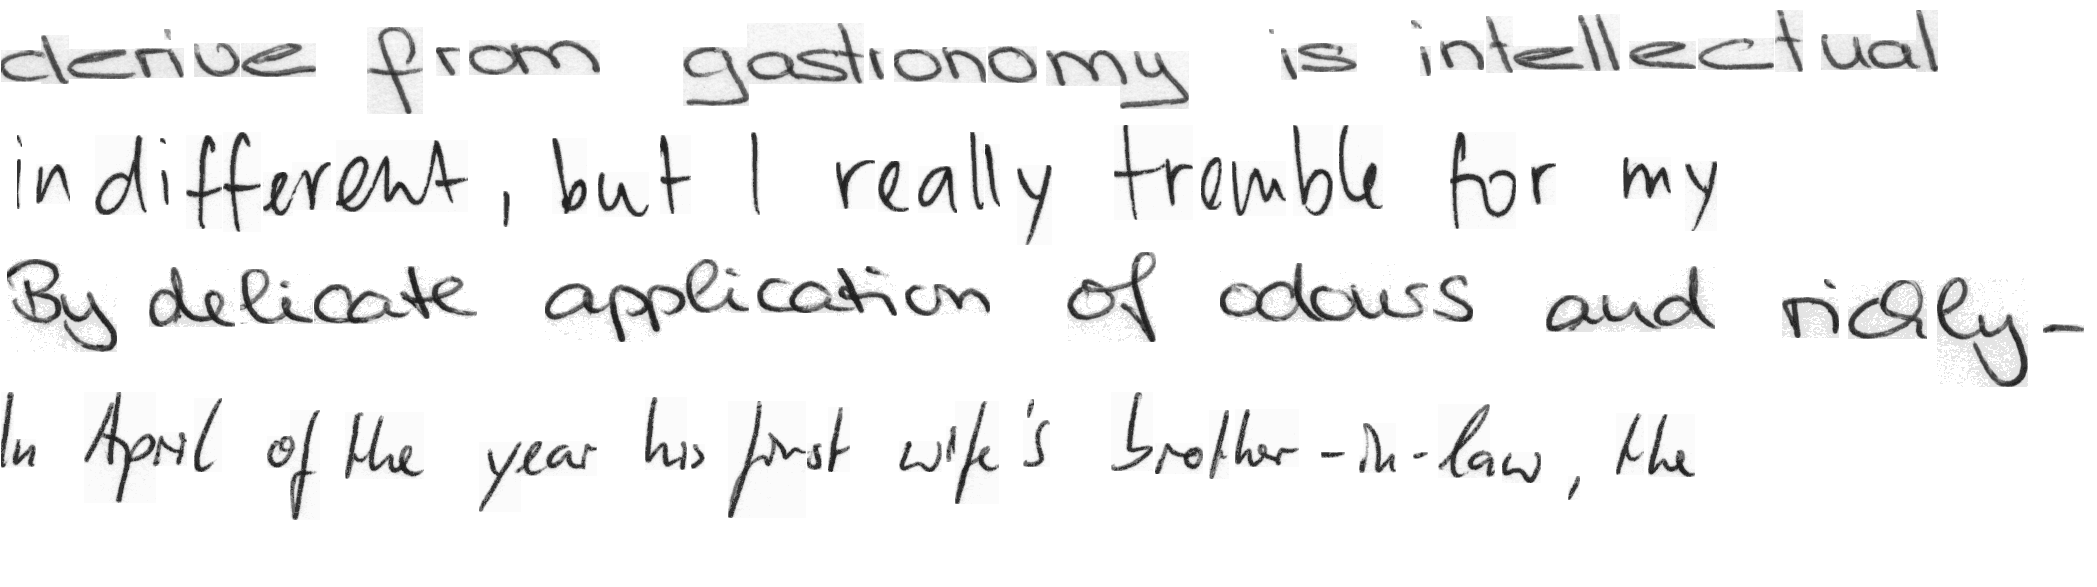 derive from gastronomy is intellectual
indifferent, but I really tremble for my
By delicate application of odours and richly-
In April of the year his first wife's brother-in-law, the